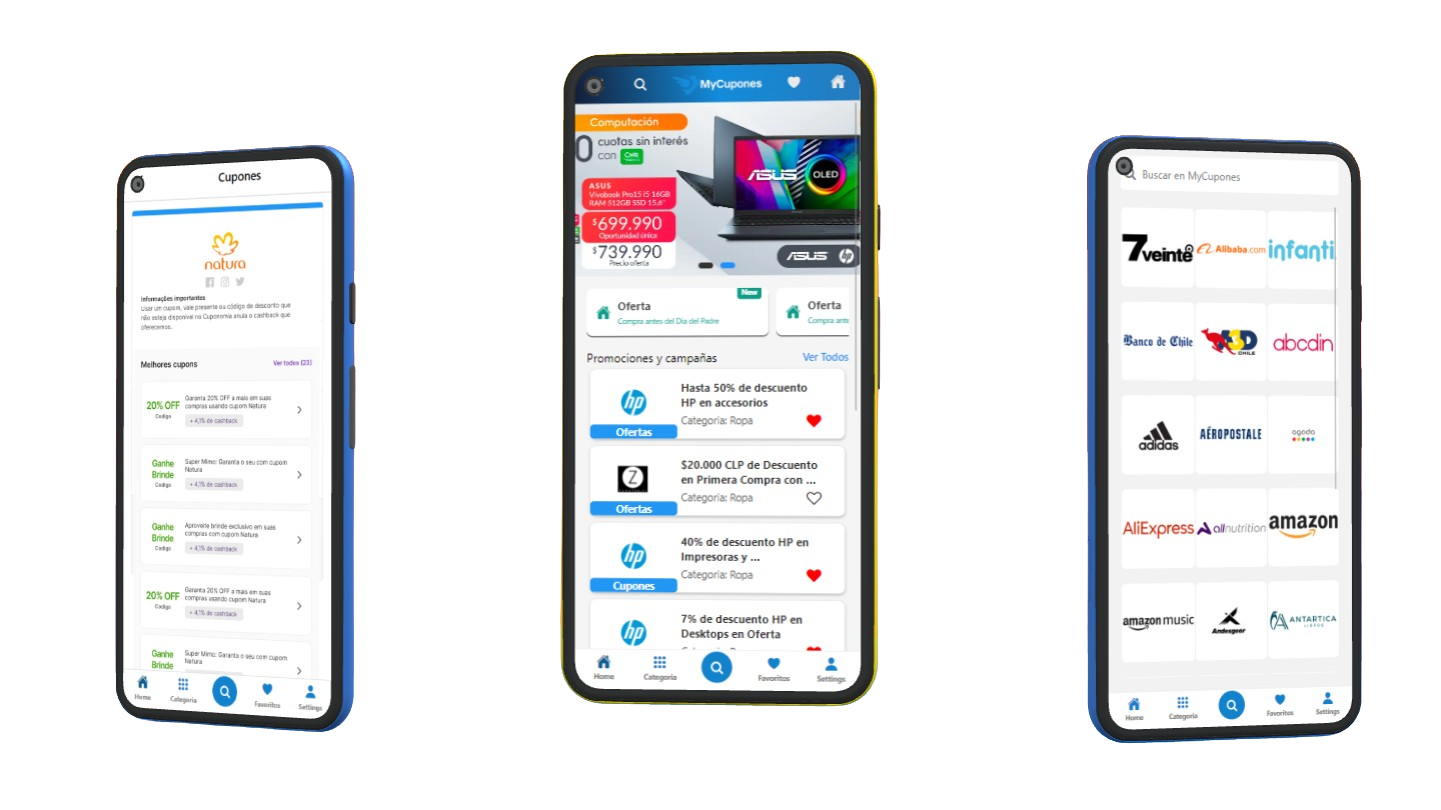 Cupones
natura
Informações importantes
Usar um cupom, vale presente ou código de desconto que
não esteja disponível no Cuponomia anula o cashback que
oferecemos.
Melhores cupons
Ver todos (23)
20% OFF
Codigo
Garanta 20% OFF a mais em suas
compras usando cupom Natura
+ 4,1% de cashback
Ganhe
Brinde
Codigo
Super Mimo: Garanta o seu com cupom
Natura
+ 4,1% de cashback
Ganhe
Brinde
Codigo
Aproveite brinde exclusivo em suas
compras com cupom Natura
+ 4,1% de cashback
20% OFF
Codigo
Garanta 20% OFF a mais em suas
compras usando cupom Natura
+ 4,1% de cashback
Ganhe
Brinde
Super Mimo: Garanta o seu com cupom
Natura
Home
Categoria
Favoritos
Settings
MyCupones
Computación
0 cuotas sin interés
con CMR
ASUS
Vivobook Pro15 i5 16GB
RAM 512GB SSD 15,6"
$699.990
Oportunidad única
$739.990
Precio oferta
ASUS OLED
ASUS hp
New
Oferta
Compra antes del Dia del Padre
Oferta
Compra ante
Promociones y campañas
Ver Todos
hp
Ofertas
Hasta 50% de descuento
HP en accesorios
Categoria: Ropa
Z
Ofertas
$20.000 CLP de Descuento
en Primera Compra con ...
Categoria: Ropa
hp
Cupones
40% de descuento HP en
Impresoras y ...
Categoria: Ropa
hp
7% de descuento HP en
Desktops en Oferta
Home
Categoria
Favoritos
Settings
Buscar en MyCupones
7veinte
Alibaba.com
infanti
Banco de Chile
ASD
CHILE
abcdin
adidas
AÉROPOSTALE
agoda
AliExpress
allnutrition
amazon
amazon music
Andesgear
ANTARTICA
LIBROS
Home
Categoria
Favoritos
Settings